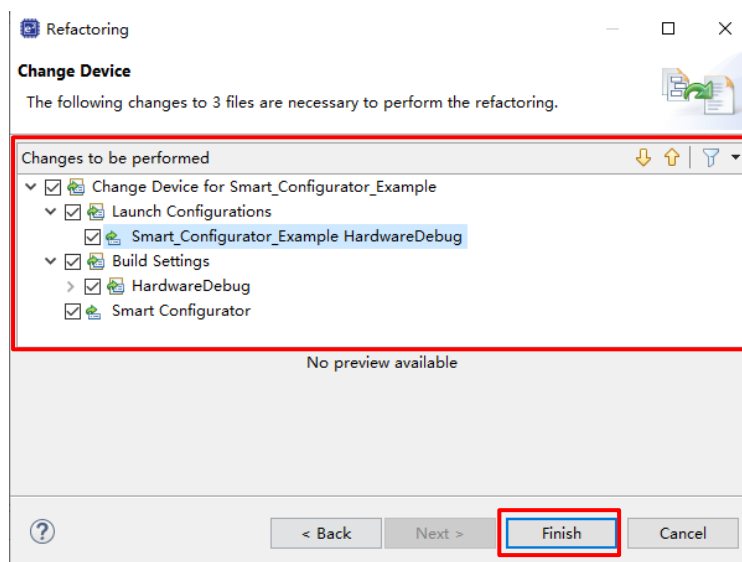 Refactoring
Change Device
The following changes to 3 files are necessary to perform the refactoring.
Changes to be performed
Change Device for Smart_Configurator_Example
Launch Configurations
Smart_Configurator_Example HardwareDebug
Build Settings
HardwareDebug
Smart Configurator
No preview available
< Back Next > Finish Cancel